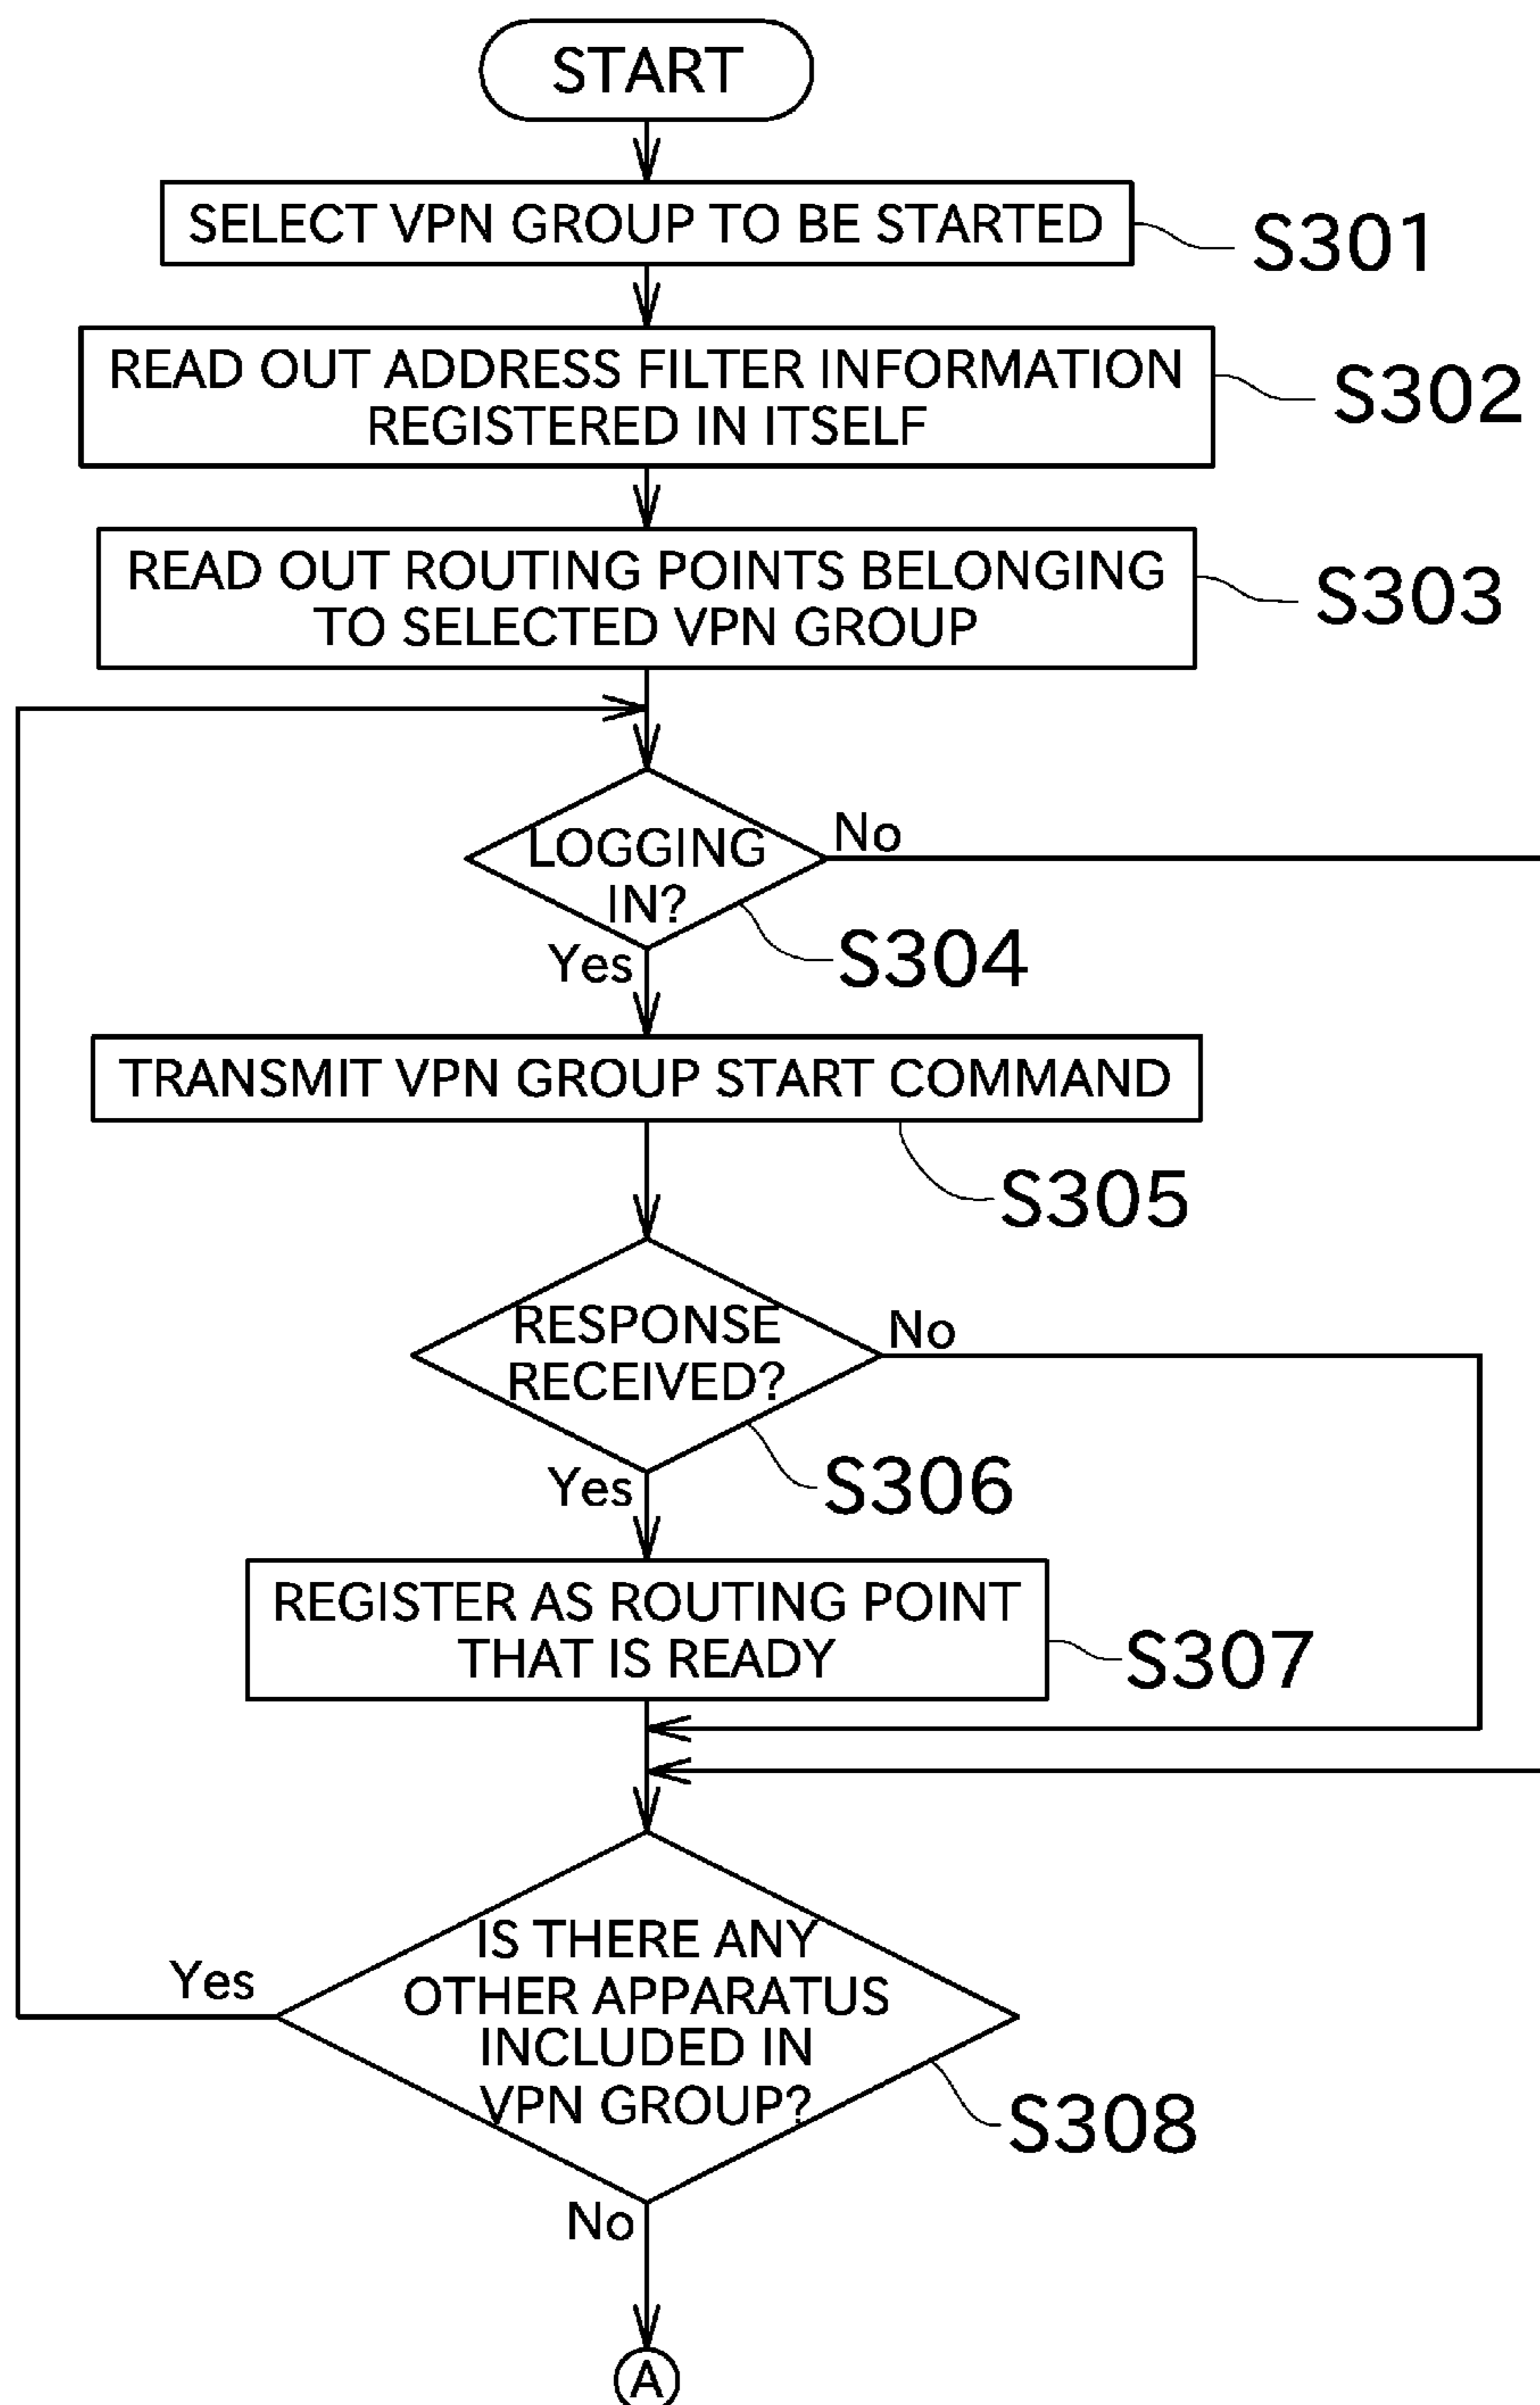 START
SELECT VPN GROUP TO BE STARTED
S301
READ OUT ADDRESS FILTER INFORMATION
REGISTERED IN ITSELF
S302
READ OUT ROUTING POINTS BELONGING
TO SELECTED VPN GROUP
S303
LOGGING
IN?
No
Yes
S304
TRANSMIT VPN GROUP START COMMAND
S305
RESPONSE
RECEIVED?
No
Yes
S306
REGISTER AS ROUTING POINT
THAT IS READY
S307
IS THERE ANY
OTHER APPARATUS
INCLUDED IN
VPN GROUP?
Yes
S308
No
A